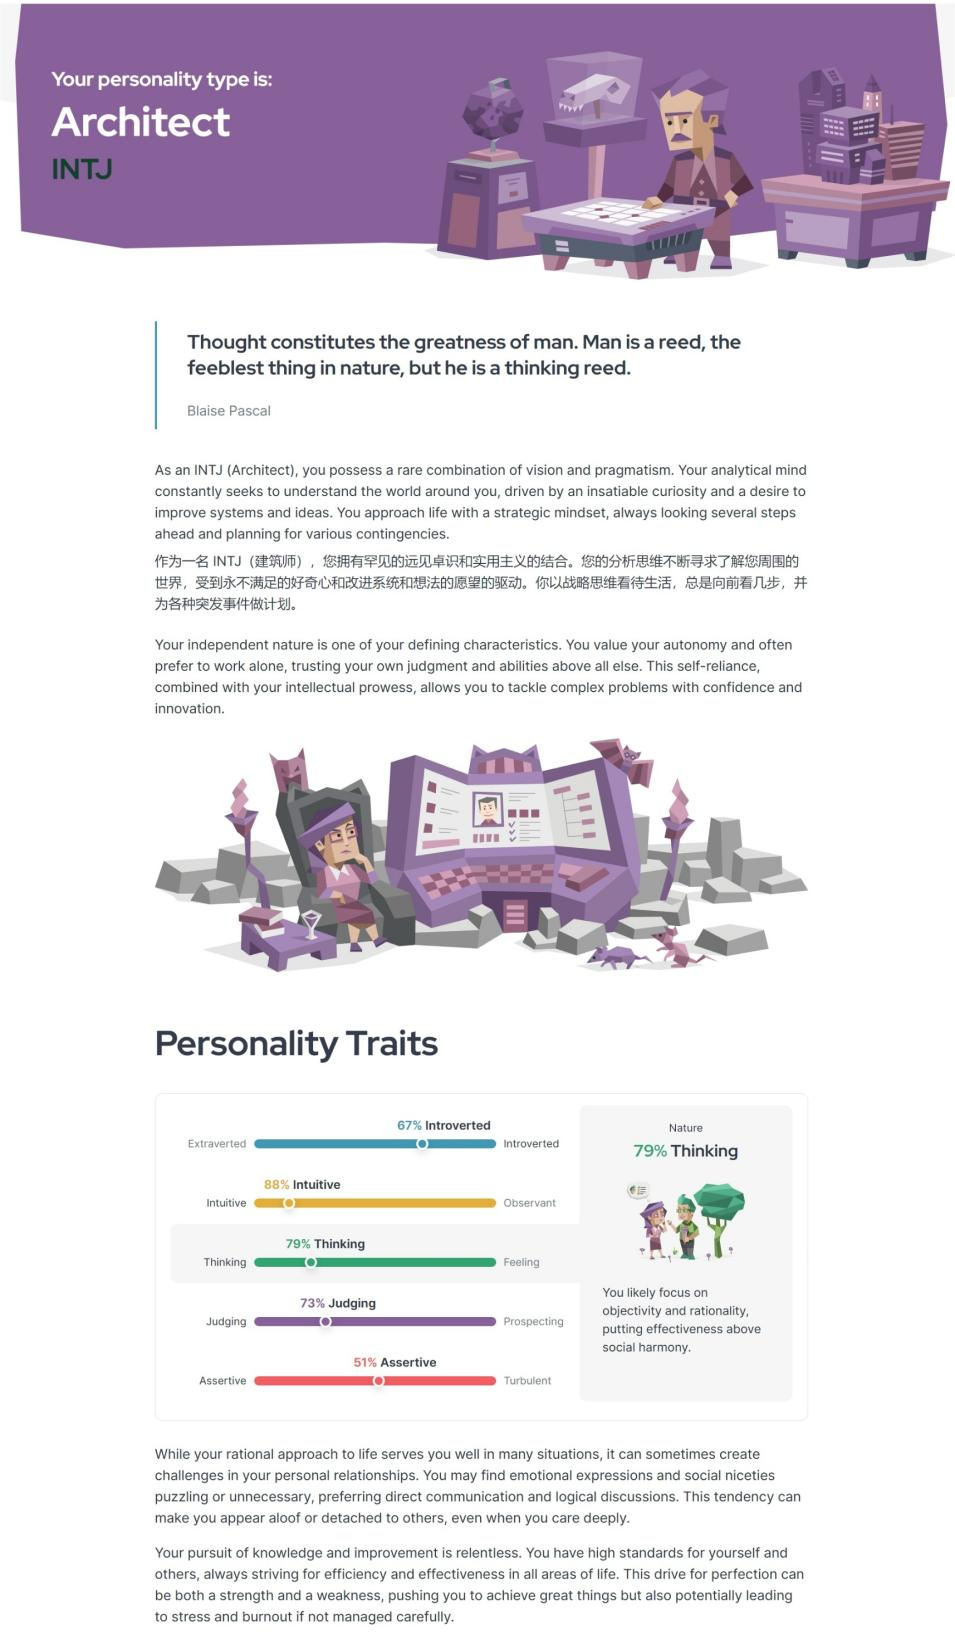 Your personality type is:
Architect
INTJ
Thought constitutes the greatness of man. Man is a reed, the
feeblest thing in nature, but he is a thinking reed.
Blaise Pascal
As an INTJ (Architect), you possess a rare combination of vision and pragmatism. Your analytical mind
constantly seeks to understand the world around you, driven by an insatiable curiosity and a desire to
improve systems and ideas. You approach life with a strategic mindset, always looking several steps
ahead and planning for various contingencies.
作为一名 INTJ（建筑师），您拥有罕见的远见卓识和实用主义的结合。您的分析思维不断寻求了解您周围的
世界，受到永不满足的好奇心和改进系统和想法的愿望的驱动。你以战略思维看待生活，总是向前看几步，并
为各种突发事件做计划。
Your independent nature is one of your defining characteristics. You value your autonomy and often
prefer to work alone, trusting your own judgment and abilities above all else. This self-reliance,
combined with your intellectual prowess, allows you to tackle complex problems with confidence and
innovation.
Personality Traits
67% Introverted
Extraverted Introverted
88% Intuitive
Intuitive Observant
79% Thinking
Thinking Feeling
73% Judging
Judging Prospecting
51% Assertive
Assertive Turbulent
Nature
79% Thinking
You likely focus on
objectivity and rationality,
putting effectiveness above
social harmony.
While your rational approach to life serves you well in many situations, it can sometimes create
challenges in your personal relationships. You may find emotional expressions and social niceties
puzzling or unnecessary, preferring direct communication and logical discussions. This tendency can
make you appear aloof or detached to others, even when you care deeply.
Your pursuit of knowledge and improvement is relentless. You have high standards for yourself and
others, always striving for efficiency and effectiveness in all areas of life. This drive for perfection can
be both a strength and a weakness, pushing you to achieve great things but also potentially leading
to stress and burnout if not managed carefully.